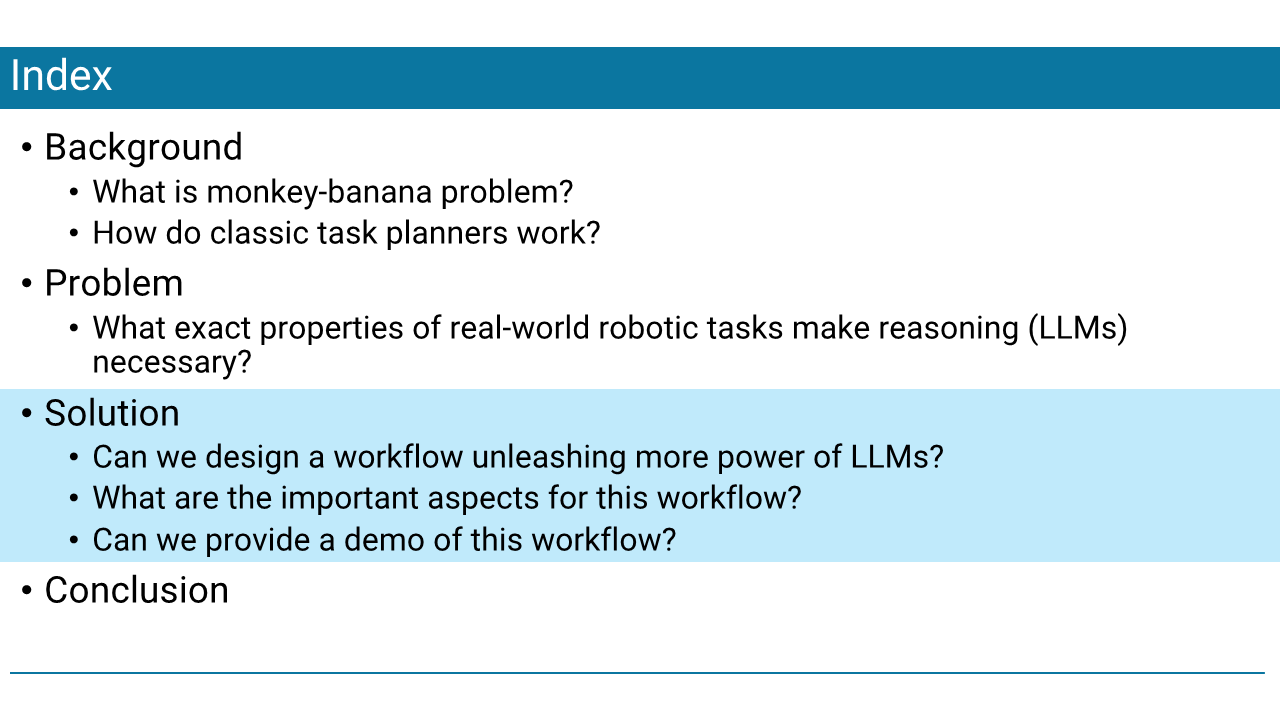 Index
• Background
• What is monkey-banana problem?
• How do classic task planners work?
• Problem
• What exact properties of real-world robotic tasks make reasoning (LLMs)
necessary?
• Solution
• Can we design a workflow unleashing more power of LLMs?
• What are the important aspects for this workflow?
• Can we provide a demo of this workflow?
• Conclusion